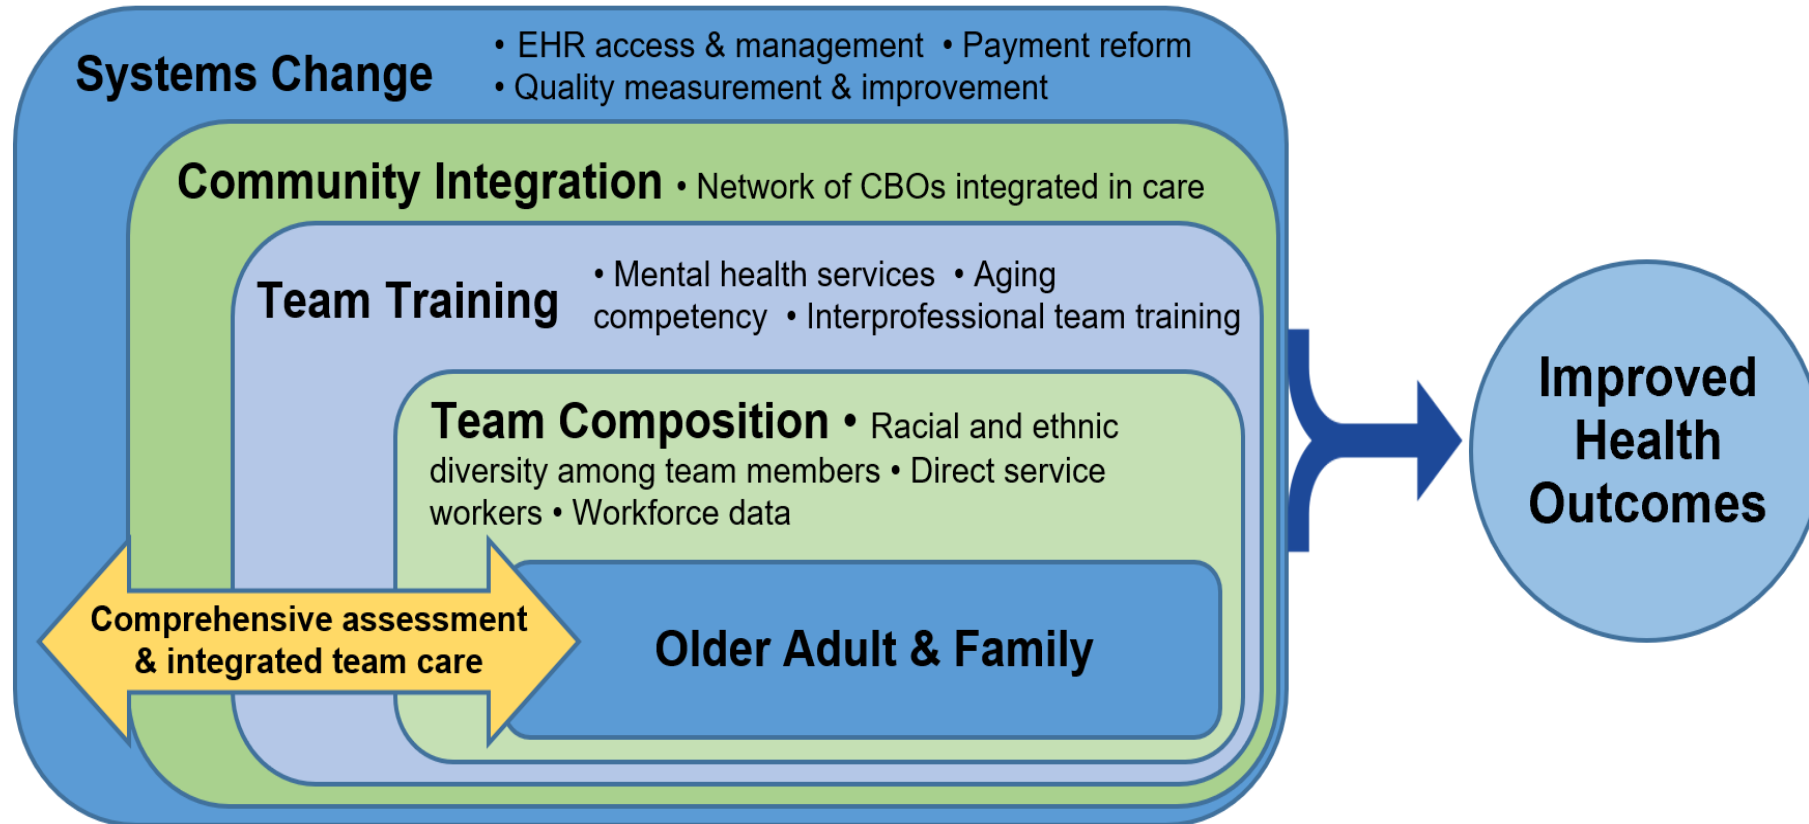 Systems Change
• EHR access & management • Payment reform
• Quality measurement & improvement
Community Integration • Network of CBOs integrated in care
Team Training
• Mental health services • Aging
competency • Interprofessional team training
Team Composition • Racial and ethnic
diversity among team members • Direct service
workers • Workforce data
Comprehensive assessment
& integrated team care
Older Adult & Family
Improved
Health
Outcomes